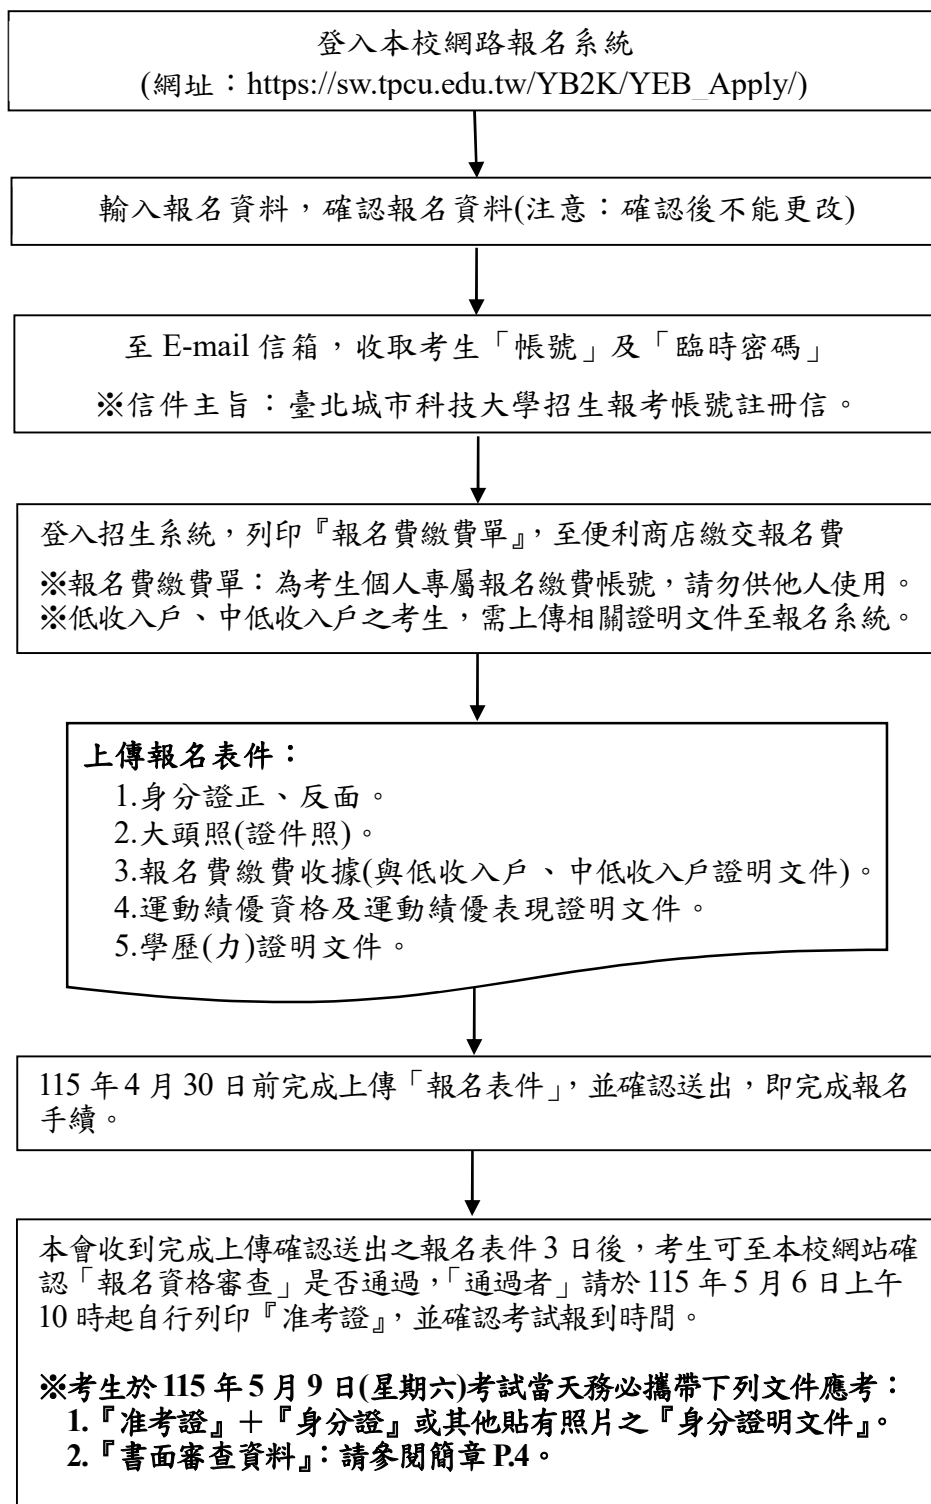 登入本校網路報名系統
(網址：https://sw.tpcu.edu.tw/YB2K/YEB_Apply/)
輸入報名資料，確認報名資料(注意：確認後不能更改)
至 E-mail 信箱，收取考生「帳號」及「臨時密碼」
※信件主旨：臺北城市科技大學招生報考帳號註冊信。
登入招生系統，列印『報名費繳費單』，至便利商店繳交報名費
※報名費繳費單：為考生個人專屬報名繳費帳號，請勿供他人使用。
※低收入戶、中低收入戶之考生，需上傳相關證明文件至報名系統。
上傳報名表件：
1.身分證正、反面。
2.大頭照(證件照)。
3.報名費繳費收據(與低收入戶、中低收入戶證明文件)。
4.運動績優資格及運動績優表現證明文件。
5.學歷(力)證明文件。
115 年 4 月 30 日前完成上傳「報名表件」，並確認送出，即完成報名
手續。
本會收到完成上傳確認送出之報名表件 3 日後，考生可至本校網站確
認「報名資格審查」是否通過，「通過者」請於 115 年 5 月 6 日上午
10 時起自行列印『准考證』，並確認考試報到時間。
※考生於 115 年 5 月 9 日(星期六)考試當天務必攜帶下列文件應考：
1.『准考證』＋『身分證』或其他貼有照片之『身分證明文件』。
2.『書面審查資料』：請參閱簡章 P.4。